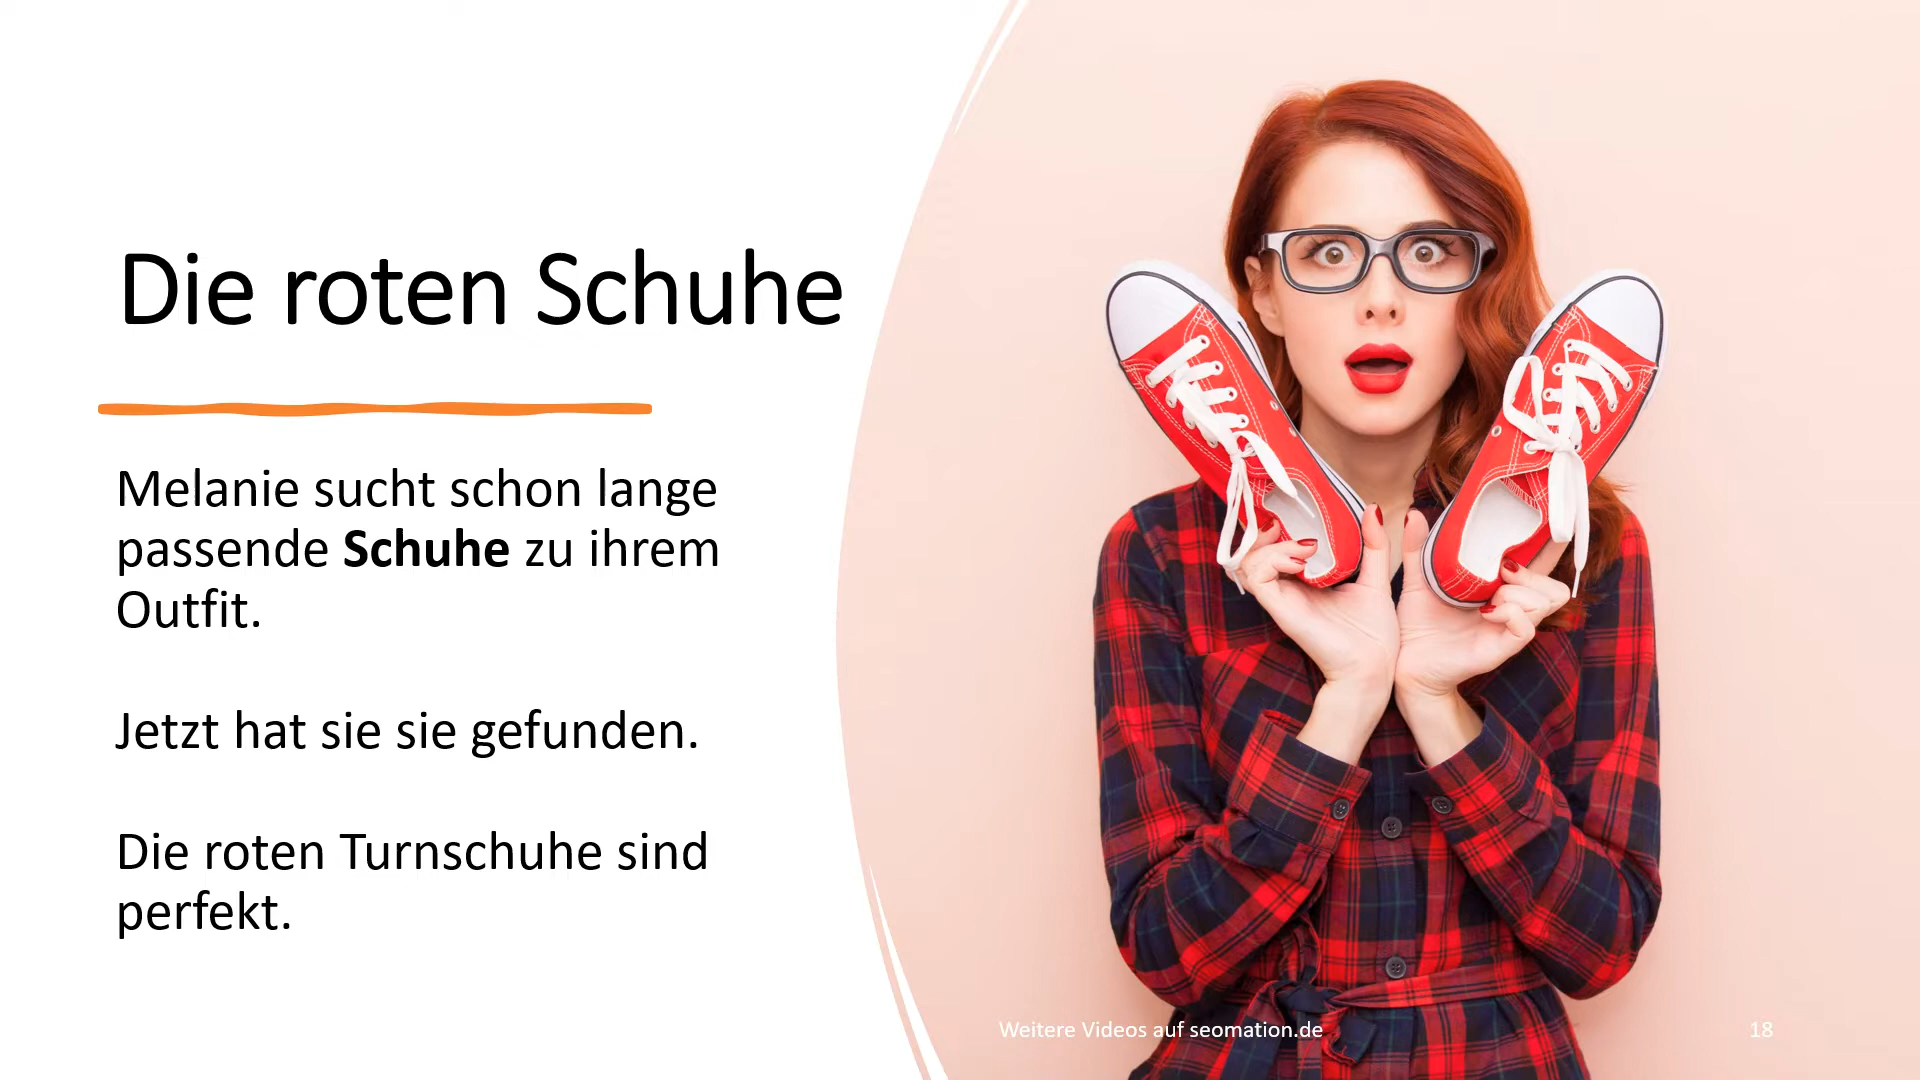 Die roten Schuhe
Melanie sucht schon lange
passende Schuhe zu ihrem
Outfit.
Jetzt hat sie sie gefunden.
Die roten Turnschuhe sind
perfekt.
Weitere Videos auf seomation.de
18